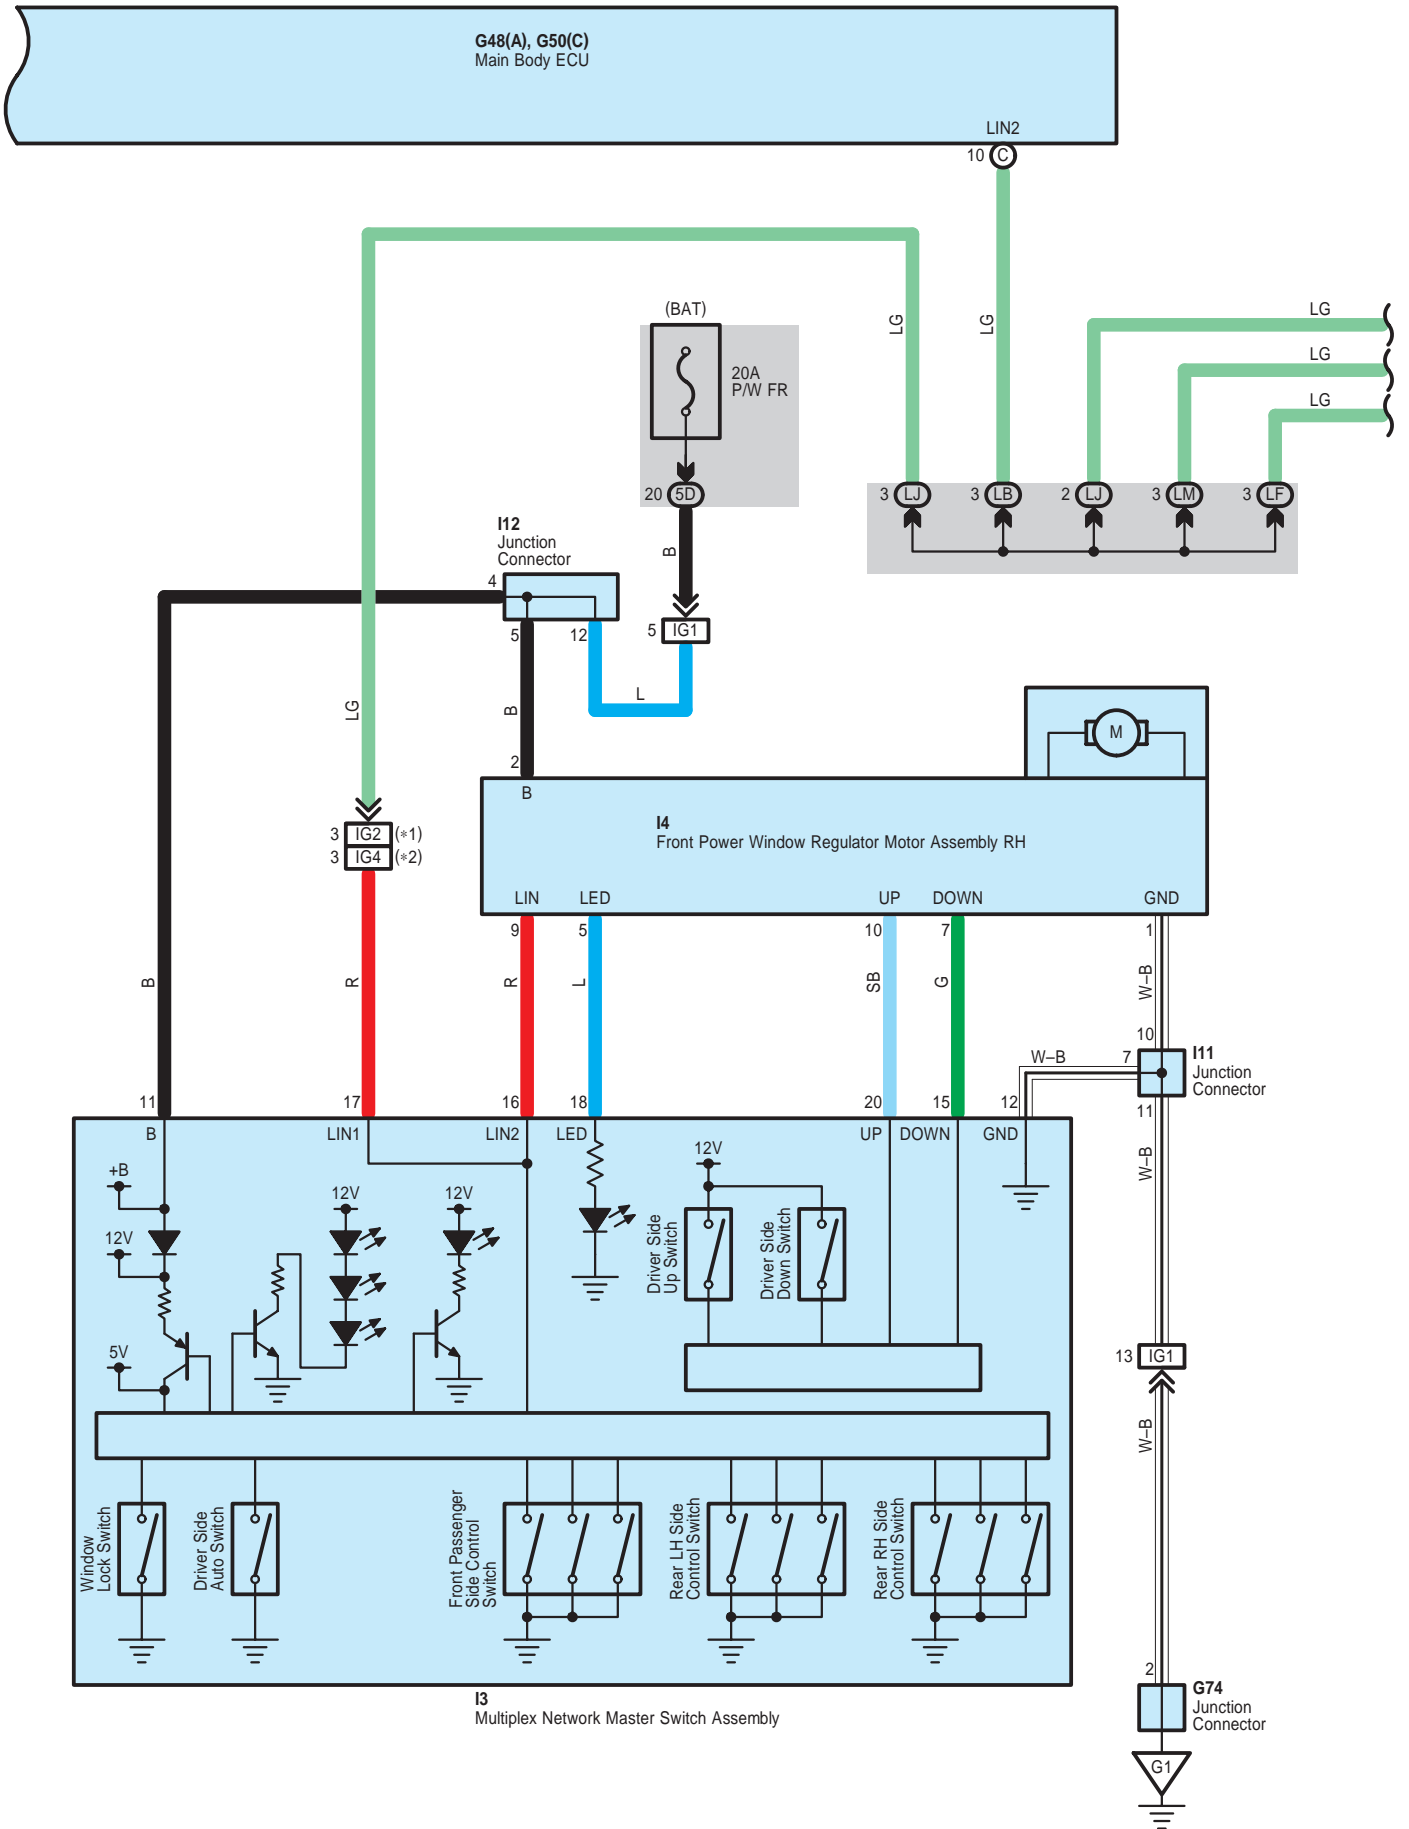 G48(A), G50(C)
Main Body ECU
LIN2
10 C
(BAT)
20A
P/W FR
20 5D
LG
LG
LG
LG
LG
3 LJ
3 LB
2 LJ
3 LM
3 LF
I12
Junction
Connector
4
5
12
B
5 IG1
L
LG
B
2
B
M
I4
Front Power Window Regulator Motor Assembly RH
3 IG2 (∗1)
3 IG4 (∗2)
LIN
LED
UP
DOWN
GND
9
5
10
7
1
B
R
R
L
SB
G
W–B
10
W–B
7
I11
Junction
Connector
11
11
17
16
18
20
15
12
B
LIN1
LIN2
LED
UP
DOWN
GND
W–B
+B
12V
5V
12V
12V
12V
Driver Side
Up Switch
Driver Side
Down Switch
13 IG1
W–B
Window
Lock Switch
Driver Side
Auto Switch
Front Passenger
Side Control
Switch
Rear LH Side
Control Switch
Rear RH Side
Control Switch
I3
Multiplex Network Master Switch Assembly
2
G74
Junction
Connector
G1